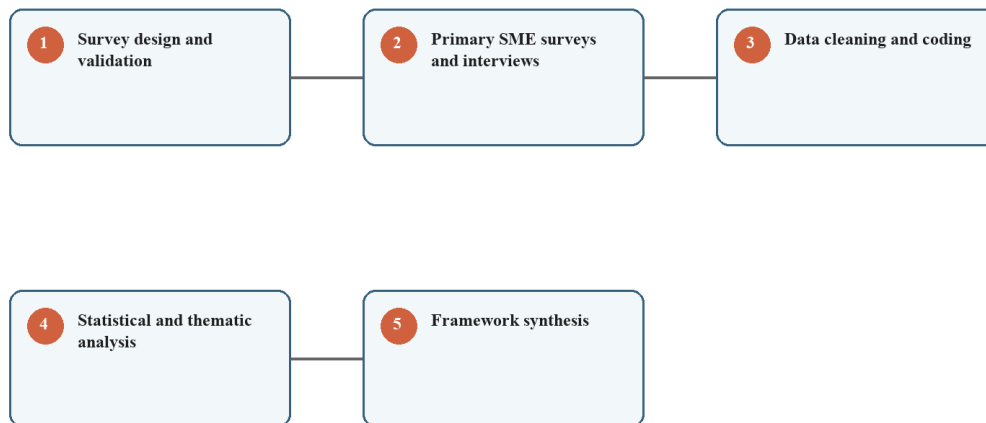 1 Survey design and
validation
2 Primary SME surveys
and interviews
3 Data cleaning and coding
4 Statistical and thematic
analysis
5 Framework synthesis